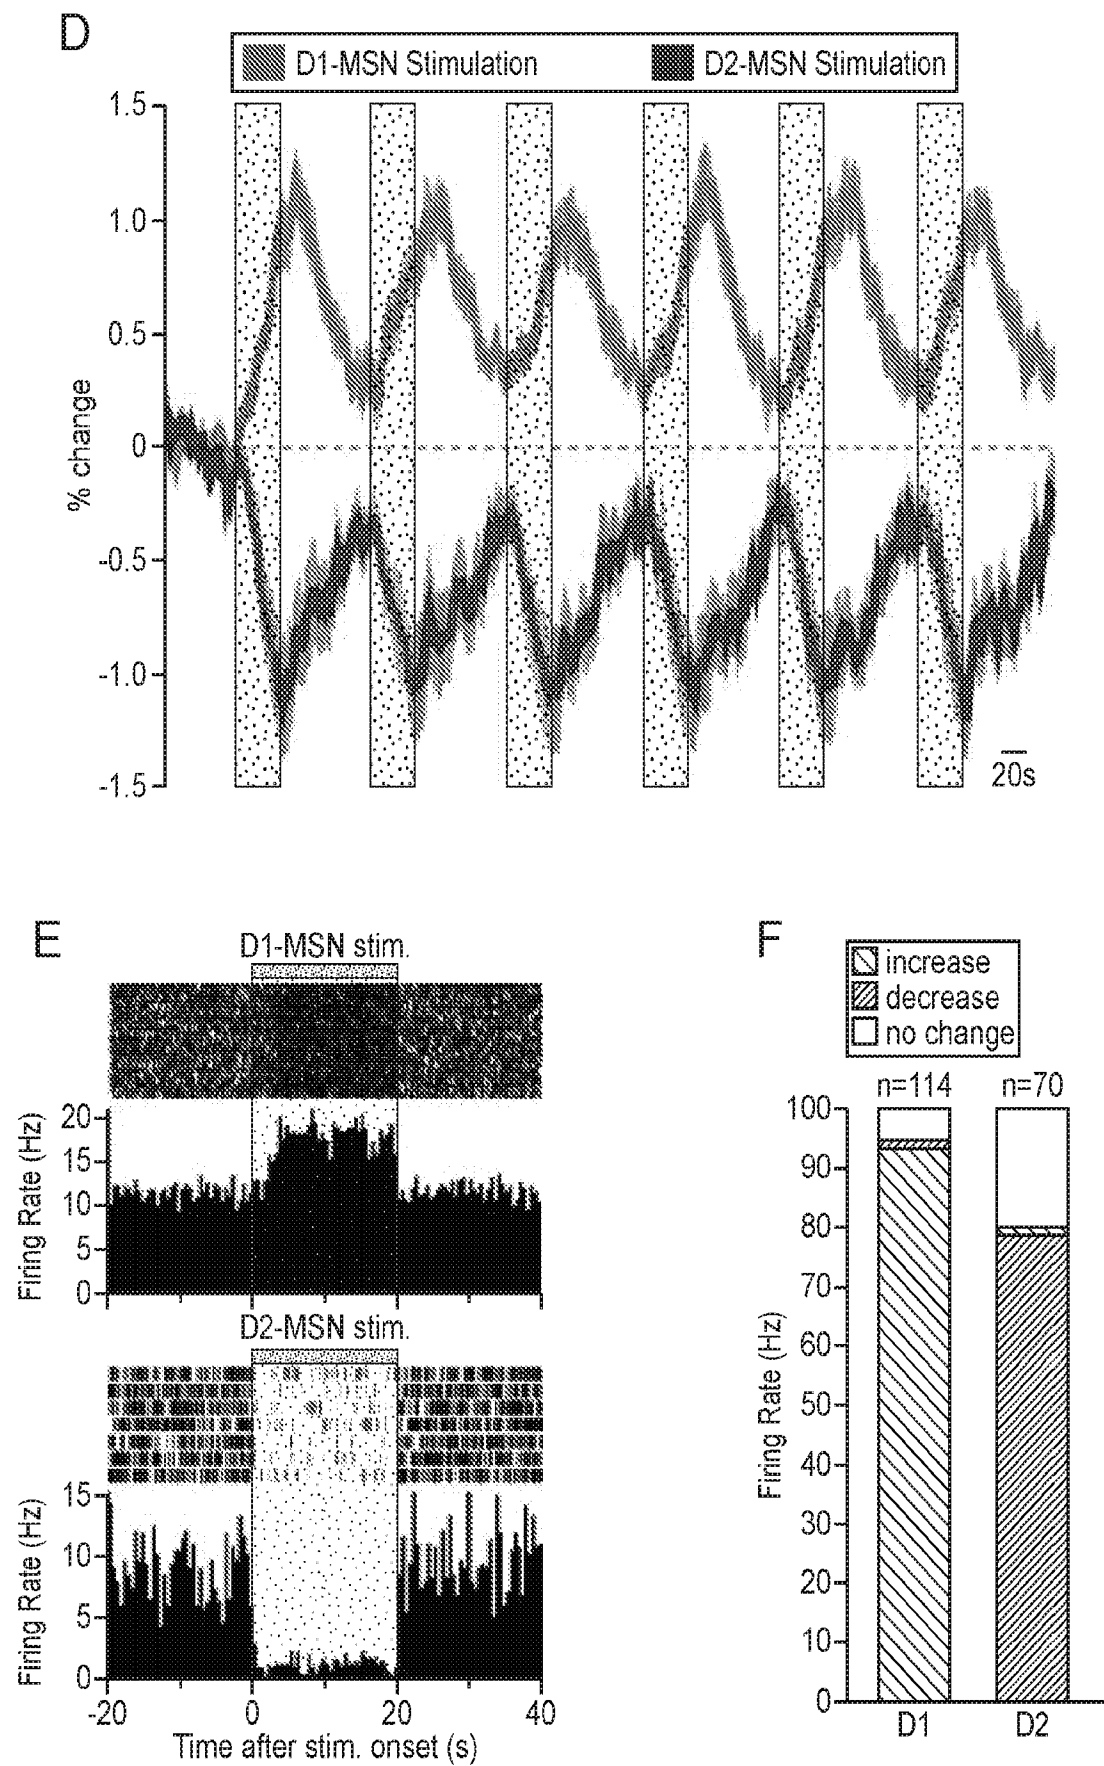 D
D1-MSN Stimulation
D2-MSN Stimulation
1.5
1.0
0.5
0
-0.5
-1.0
-1.5
% change
20s
E
D1-MSN stim.
20
15
10
5
0
Firing Rate (Hz)
D2-MSN stim.
15
10
5
0
Firing Rate (Hz)
-20 0 20 40
Time after stim. onset (s)
F
increase
decrease
no change
n=114 n=70
100
90
80
70
60
50
40
30
20
10
0
Firing Rate (Hz)
D1 D2